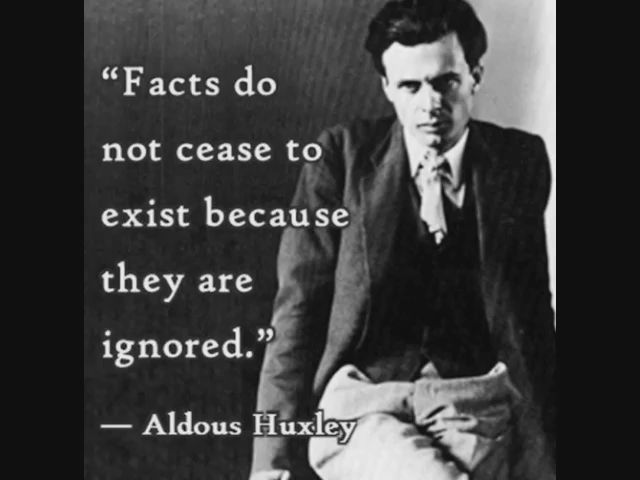 “Facts do
not cease to
exist because
they are
ignored.”
— Aldous Huxley